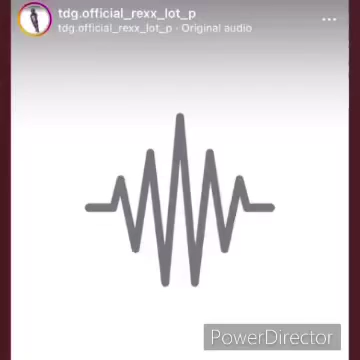 tdg.official_rexx_lot_p
tdg.official_rexx_lot_p · Original audio
PowerDirector